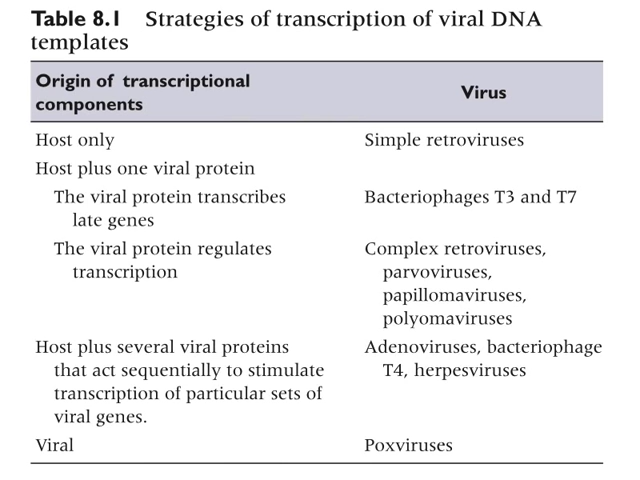 Table 8.1 Strategies of transcription of viral DNA
templates
Origin of transcriptional
components
Virus
Host only
Simple retroviruses
Host plus one viral protein
The viral protein transcribes
late genes
Bacteriophages T3 and T7
The viral protein regulates
transcription
Complex retroviruses,
parvoviruses,
papillomaviruses,
polyomaviruses
Host plus several viral proteins
that act sequentially to stimulate
transcription of particular sets of
viral genes.
Adenoviruses, bacteriophage
T4, herpesviruses
Viral
Poxviruses